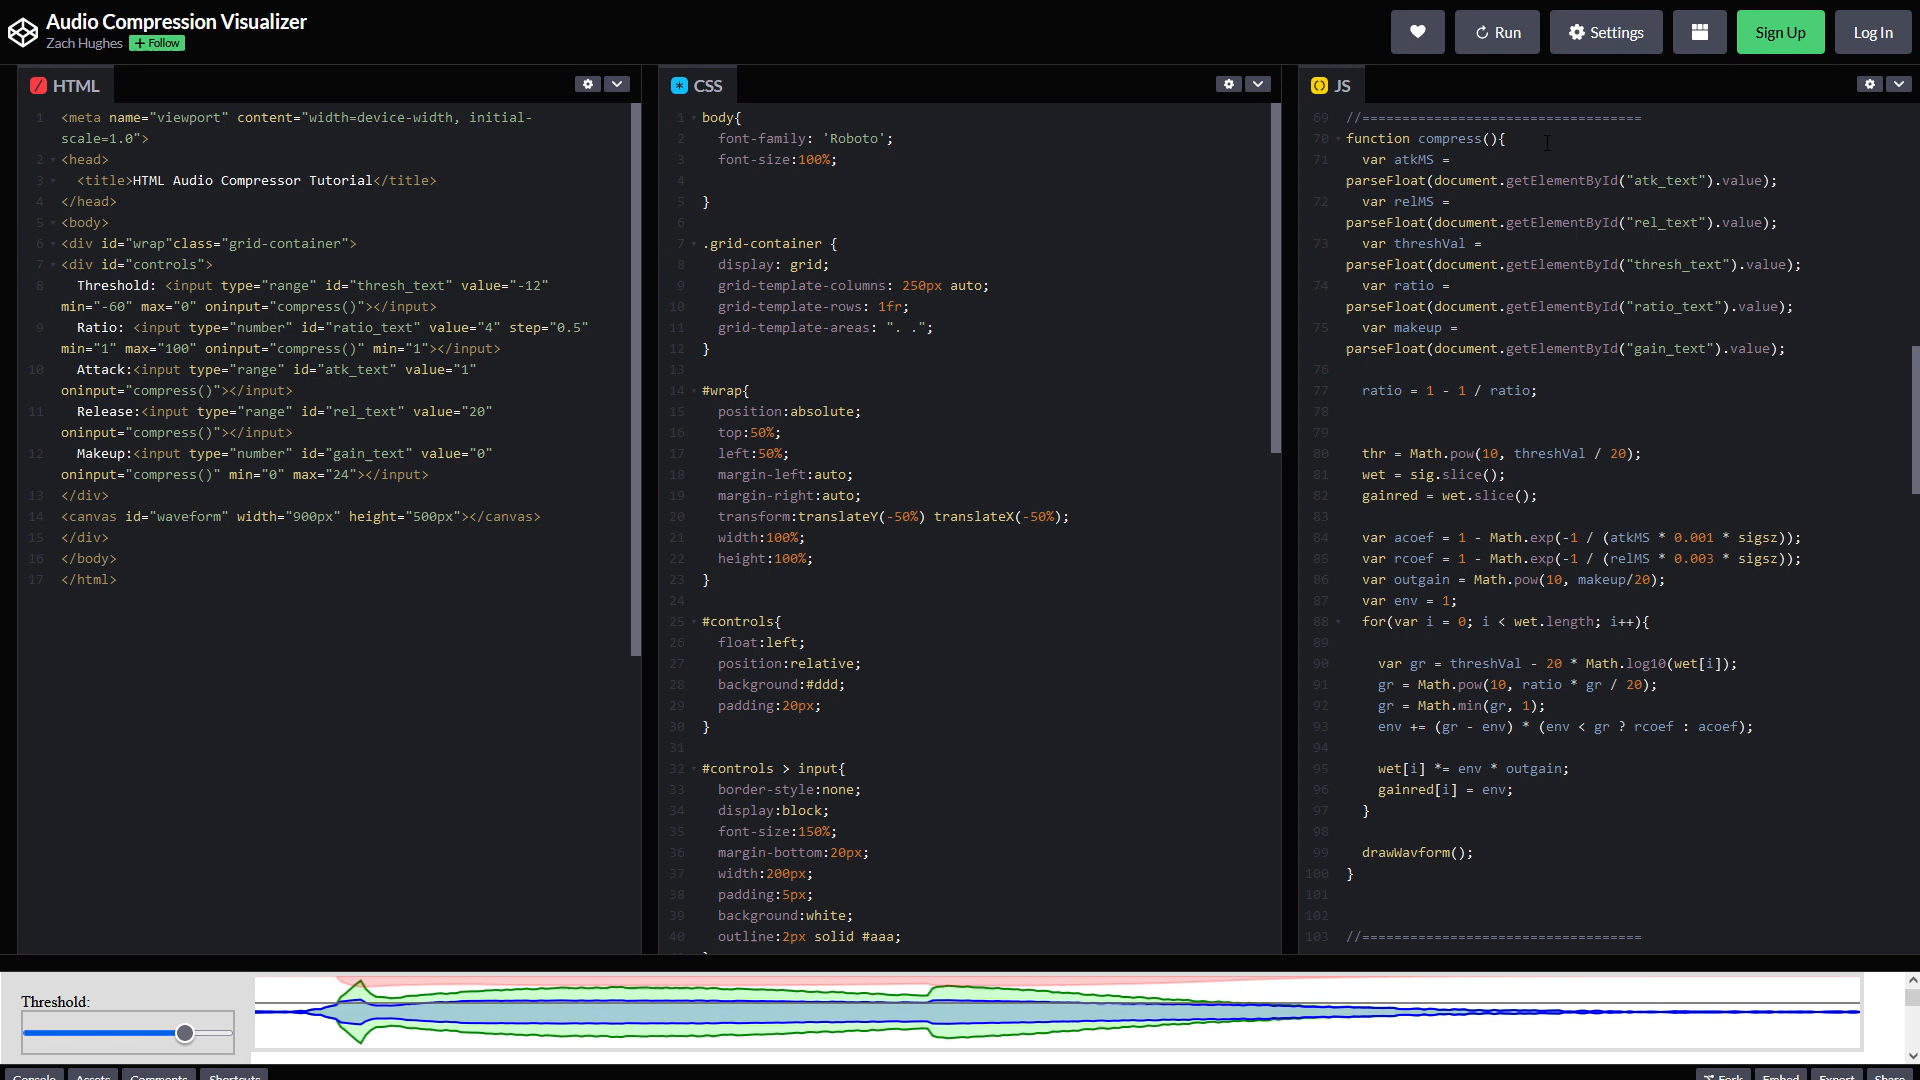 Audio Compression Visualizer
Zach Hughes + Follow
Run Settings Sign Up Log In
HTML
1 <meta name="viewport" content="width=device-width, initial-
scale=1.0">
2 <head>
3 <title>HTML Audio Compressor Tutorial</title>
4 </head>
5 <body>
6 <div id="wrap"class="grid-container">
7 <div id="controls">
8 Threshold: <input type="range" id="thresh_text" value="-12"
min="-60" max="0" oninput="compress()"></input>
9 Ratio: <input type="number" id="ratio_text" value="4" step="0.5"
min="1" max="100" oninput="compress()" min="1"></input>
10 Attack:<input type="range" id="atk_text" value="1"
oninput="compress()"></input>
11 Release:<input type="range" id="rel_text" value="20"
oninput="compress()"></input>
12 Makeup:<input type="number" id="gain_text" value="0"
oninput="compress()" min="0" max="24"></input>
13 </div>
14 <canvas id="waveform" width="900px" height="500px"></canvas>
15 </div>
16 </body>
17 </html>
CSS
1 body{
2 font-family: 'Roboto';
3 font-size:100%;
4
5 }
6
7 .grid-container {
8 display: grid;
9 grid-template-columns: 250px auto;
10 grid-template-rows: 1fr;
11 grid-template-areas: ". .";
12 }
13
14 #wrap{
15 position:absolute;
16 top:50%;
17 left:50%;
18 margin-left:auto;
19 margin-right:auto;
20 transform:translateY(-50%) translateX(-50%);
21 width:100%;
22 height:100%;
23 }
24
25 #controls{
26 float:left;
27 position:relative;
28 background:#ddd;
29 padding:20px;
30 }
31
32 #controls > input{
33 border-style:none;
34 display:block;
35 font-size:150%;
36 margin-bottom:20px;
37 width:200px;
38 padding:5px;
39 background:white;
40 outline:2px solid #aaa;
JS
69 //===================================
70 function compress(){
71 var atkMS =
parseFloat(document.getElementById("atk_text").value);
72 var relMS =
parseFloat(document.getElementById("rel_text").value);
73 var threshVal =
parseFloat(document.getElementById("thresh_text").value);
74 var ratio =
parseFloat(document.getElementById("ratio_text").value);
75 var makeup =
parseFloat(document.getElementById("gain_text").value);
76
77 ratio = 1 - 1 / ratio;
78
79
80 thr = Math.pow(10, threshVal / 20);
81 wet = sig.slice();
82 gainred = wet.slice();
83
84 var acoef = 1 - Math.exp(-1 / (atkMS * 0.001 * sigsz));
85 var rcoef = 1 - Math.exp(-1 / (relMS * 0.003 * sigsz));
86 var outgain = Math.pow(10, makeup/20);
87 var env = 1;
88 for(var i = 0; i < wet.length; i++){
89
90 var gr = threshVal - 20 * Math.log10(wet[i]);
91 gr = Math.pow(10, ratio * gr / 20);
92 gr = Math.min(gr, 1);
93 env += (gr - env) * (env < gr ? rcoef : acoef);
94
95 wet[i] *= env * outgain;
96 gainred[i] = env;
97 }
98
99 drawWavform();
100 }
101
102
103 //===================================
Threshold:
Console Assets Comments Shortcuts
Fork Embed Export Share